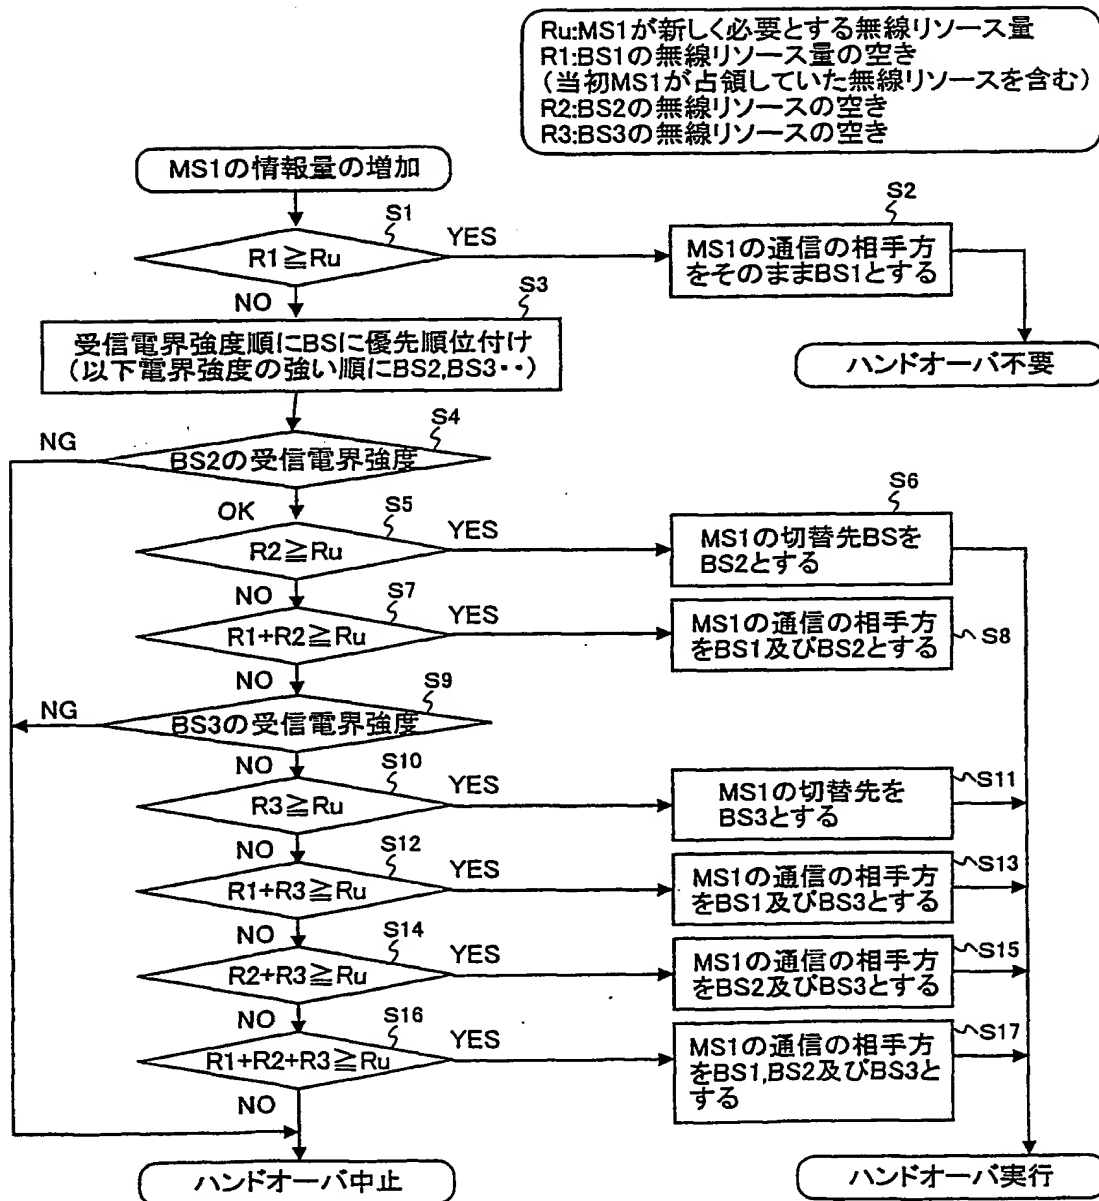 Ru:MS1が新しく必要とする無線リソース量
R1:BS1の無線リソース量の空き
(当初MS1が占領していた無線リソースを含む)
R2:BS2の無線リソースの空き
R3:BS3の無線リソースの空き
MS1の情報量の増加
S1
R1≧Ru
YES
NO
S2
MS1の通信の相手方
をそのままBS1とする
ハンドオーバ不要
S3
受信電界強度順にBSに優先順位付け
(以下電界強度の強い順にBS2,BS3・・)
S4
BS2の受信電界強度
NG
OK
S5
R2≧Ru
YES
NO
S6
MS1の切替先BSを
BS2とする
S7
R1+R2≧Ru
YES
NO
MS1の通信の相手方
をBS1及びBS2とする
S8
S9
BS3の受信電界強度
NG
NO
S10
R3≧Ru
YES
NO
S11
MS1の切替先を
BS3とする
S12
R1+R3≧Ru
YES
NO
S13
MS1の通信の相手方
をBS1及びBS3とする
S14
R2+R3≧Ru
YES
NO
S15
MS1の通信の相手方
をBS2及びBS3とする
S16
R1+R2+R3≧Ru
YES
NO
S17
MS1の通信の相手方
をBS1,BS2及びBS3と
する
ハンドオーバ中止
ハンドオーバ実行